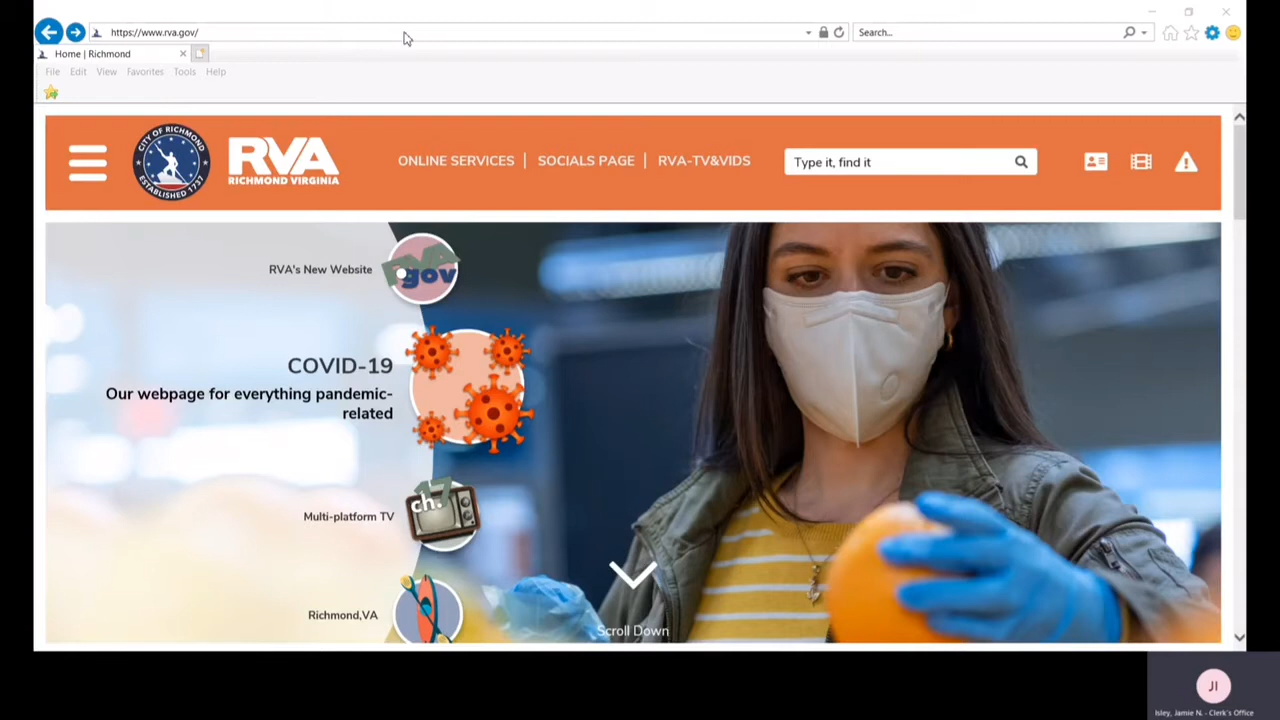 https://www.rva.gov/
Search...
Home | Richmond
File Edit View Favorites Tools Help
CITY OF RICHMOND
ESTABLISHED 1737
RVA
RICHMOND VIRGINIA
ONLINE SERVICES | SOCIALS PAGE | RVA-TV&VIDS
Type it, find it
RVA's New Website
RVA
gov
COVID-19
Our webpage for everything pandemic-
related
Multi-platform TV
ch.17
Richmond,VA
Scroll Down
JI
Isley, Jamie N. - Clerk's Office